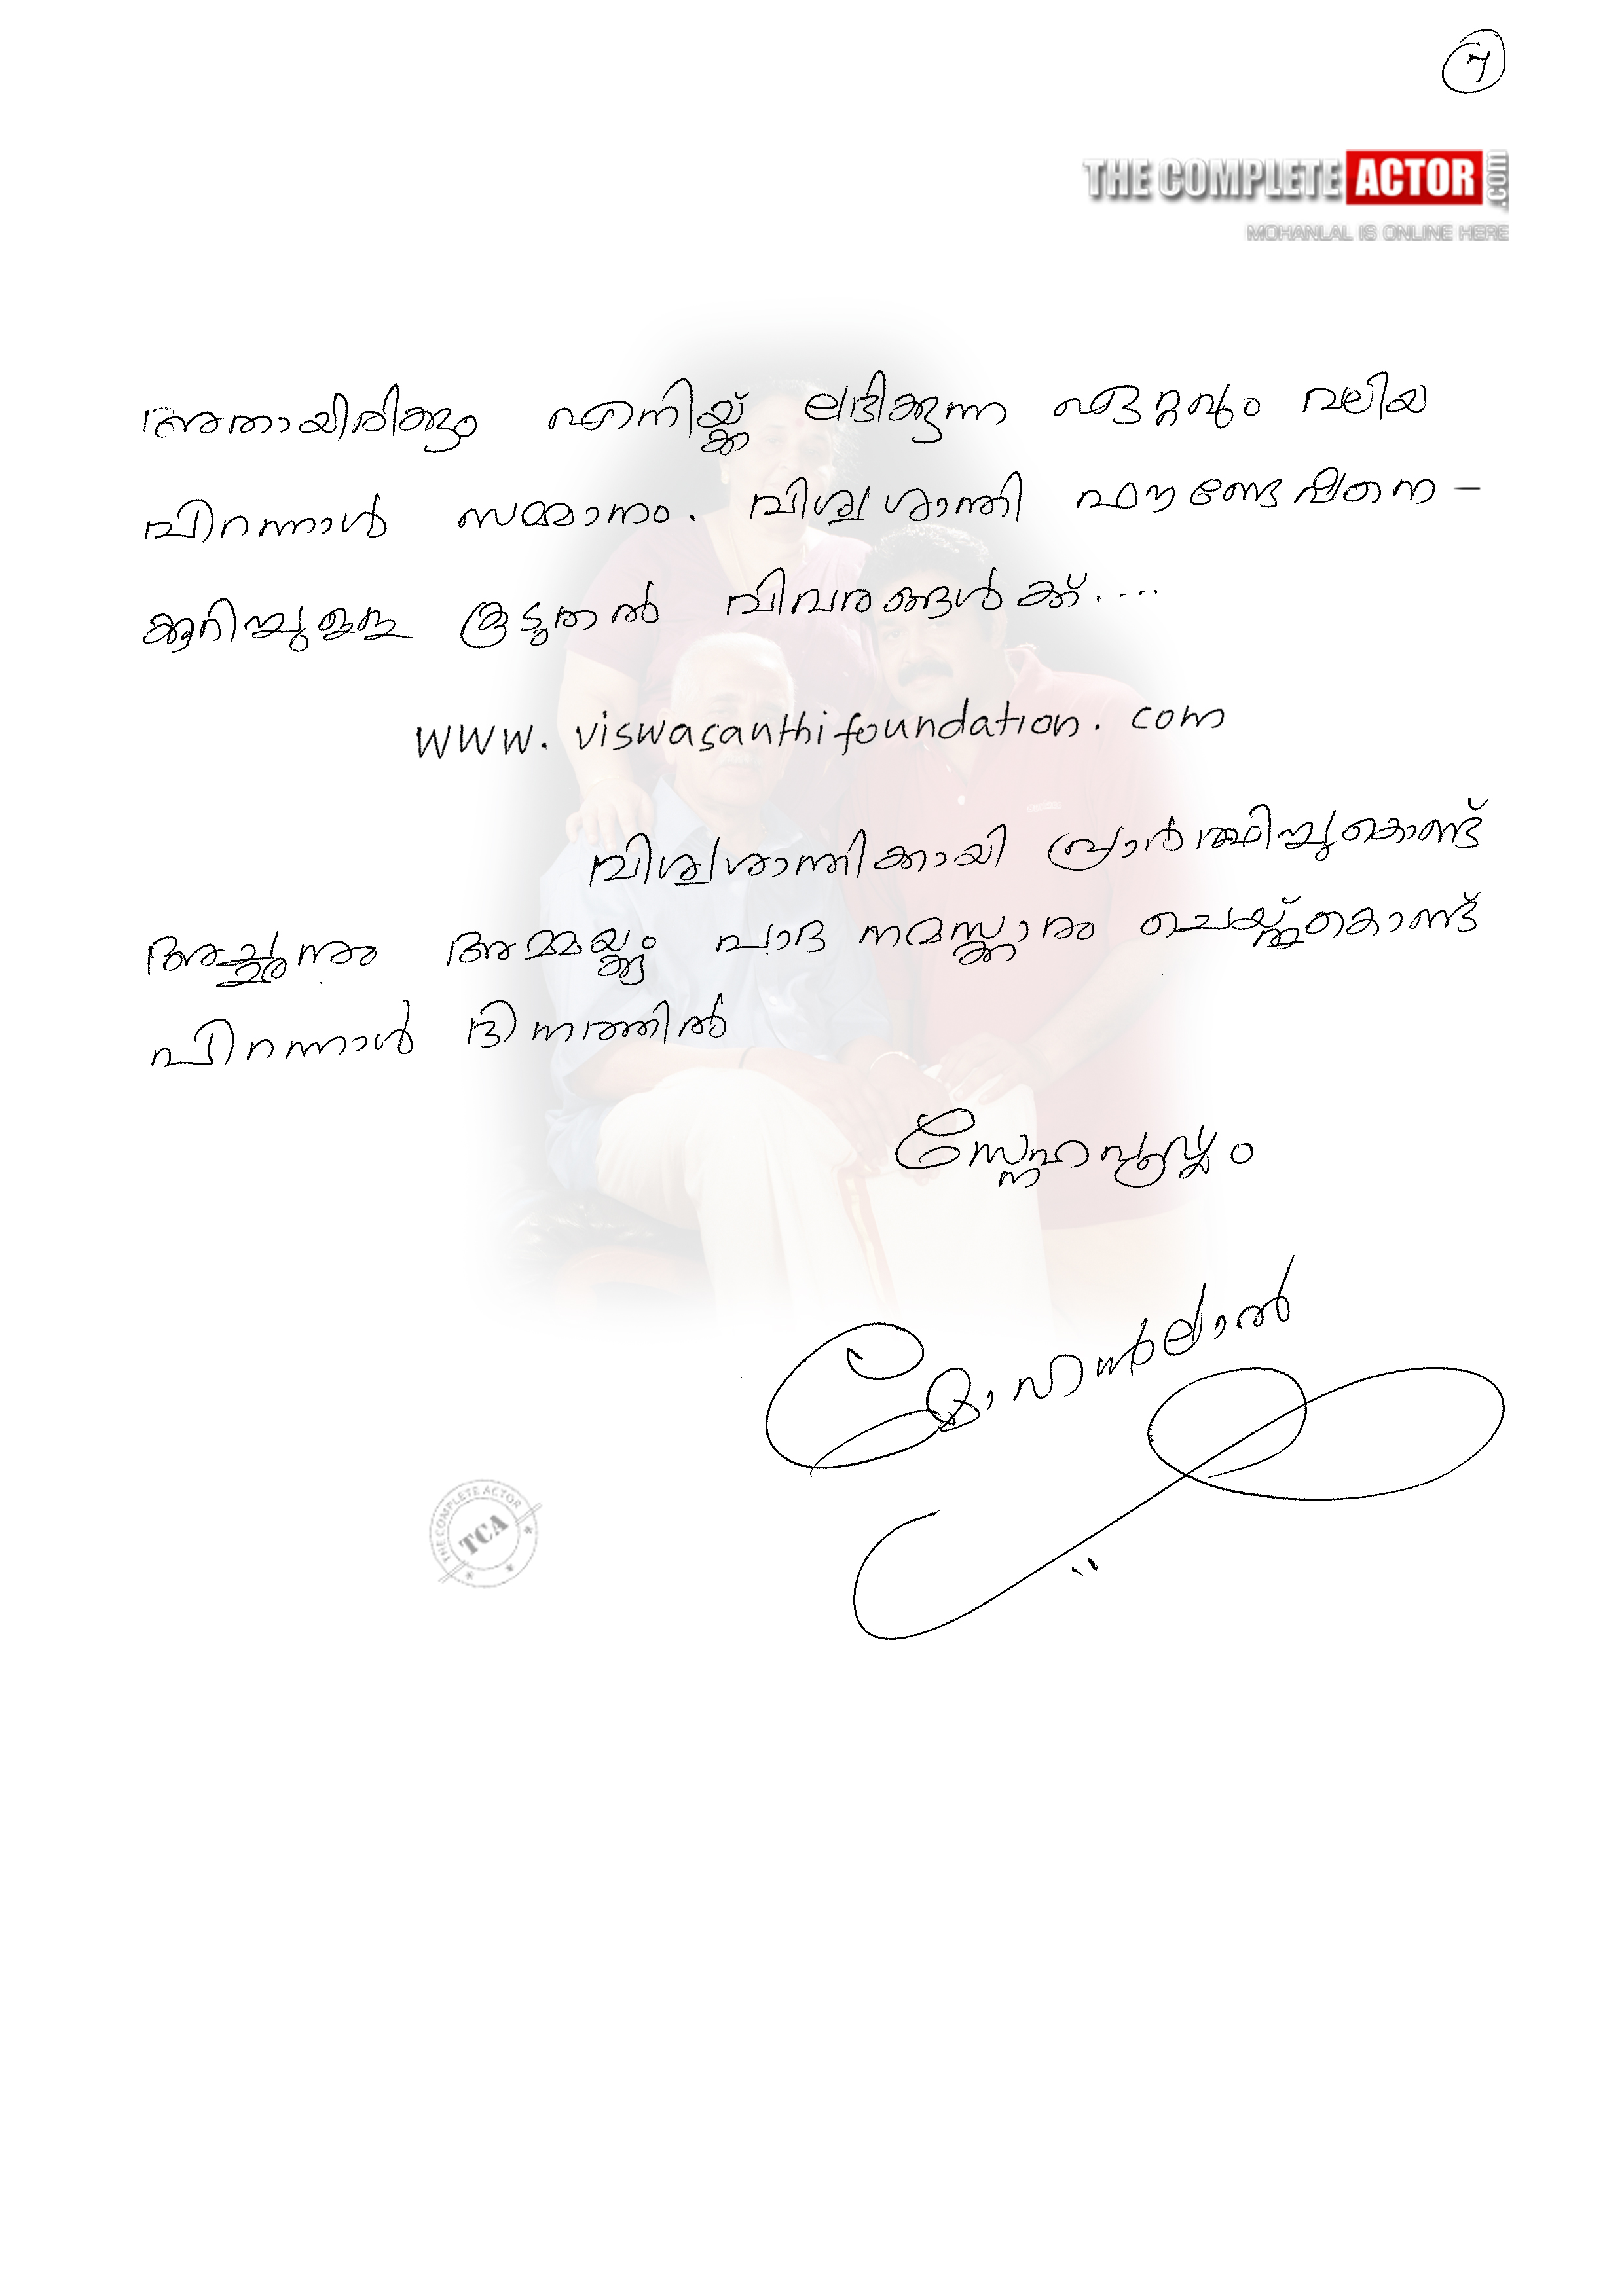 7
THE COMPLETE ACTOR .com
MOHANLAL IS ONLINE HERE
അതായിരിക്കും എനിയ്ക്ക് ലഭിക്കുന്ന ഏറ്റവും വലിയ
പിറന്നാൾ സമ്മാനം. വിശ്വശാന്തി ഫൗണ്ടേഷനെ -
ക്കുറിച്ചുള്ള കൂടുതൽ വിവരങ്ങൾക്ക്....
www.viswasanthifoundation.com
വിശ്വശാന്തിക്കായി പ്രാർത്ഥിച്ചുകൊണ്ട്
അച്ഛനും അമ്മയ്ക്കും പാദ നമസ്ക്കാരം ചെയ്തുകൊണ്ട്
പിറന്നാൾ ദിനത്തിൽ
സ്നേഹപൂർവ്വം
മോഹൻലാൽ
THE COMPLETE ACTOR
TCA